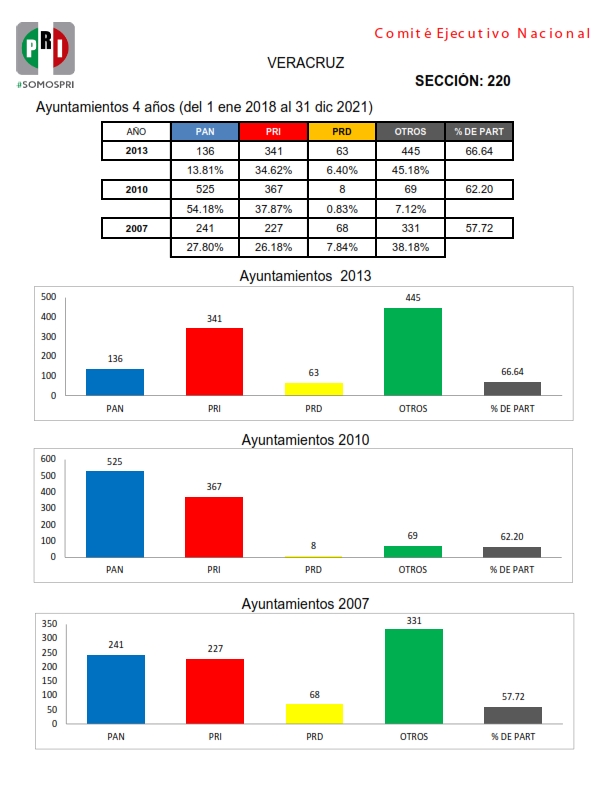 Comité Ejecutivo Nacional
PRI
#SOMOSPRI
VERACRUZ
SECCIÓN: 220
Ayuntamientos 4 años (del 1 ene 2018 al 31 dic 2021)
AÑO PAN PRI PRD OTROS % DE PART
2013 136 341 63 445 66.64
13.81% 34.62% 6.40% 45.18%
2010 525 367 8 69 62.20
54.18% 37.87% 0.83% 7.12%
2007 241 227 68 331 57.72
27.80% 26.18% 7.84% 38.18%
Ayuntamientos 2013
500
400
300
200
100
0
136 341 63 445 66.64
PAN PRI PRD OTROS % DE PART
Ayuntamientos 2010
600
500
400
300
200
100
0
525 367 8 69 62.20
PAN PRI PRD OTROS % DE PART
Ayuntamientos 2007
350
300
250
200
150
100
50
0
241 227 68 331 57.72
PAN PRI PRD OTROS % DE PART